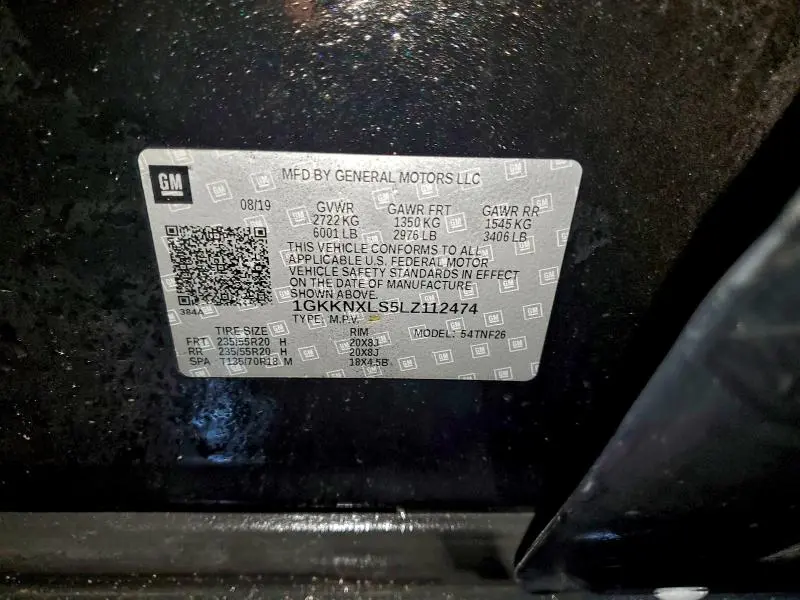 GM
MFD BY GENERAL MOTORS LLC
08/19 GVWR GAWR FRT GAWR RR
2722 KG 1350 KG 1545 KG
6001 LB 2976 LB 3406 LB
THIS VEHICLE CONFORMS TO ALL
APPLICABLE U.S. FEDERAL MOTOR
VEHICLE SAFETY STANDARDS IN EFFECT
ON THE DATE OF MANUFACTURE
SHOWN ABOVE.
384A 1GKKNXLS5LZ112474
TYPE: M.P.V.
TIRE SIZE RIM MODEL: 54TNF26
FRT 235/55R20 H 20X8J
RR 235/55R20 H 20X8J
SPA T135/70R18 M 18X4.5B